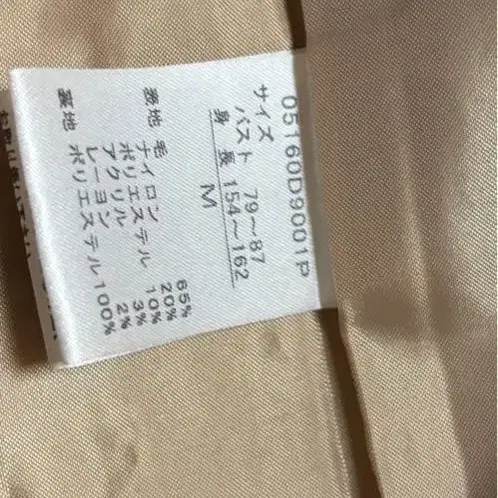 05160D9001P
サイズ
バスト 79～87
身 長 154～162
M
表地 毛 65%
ナイロン 20%
ポリエステル 10%
アクリル 3%
レーヨン 2%
裏地 ポリエステル100%